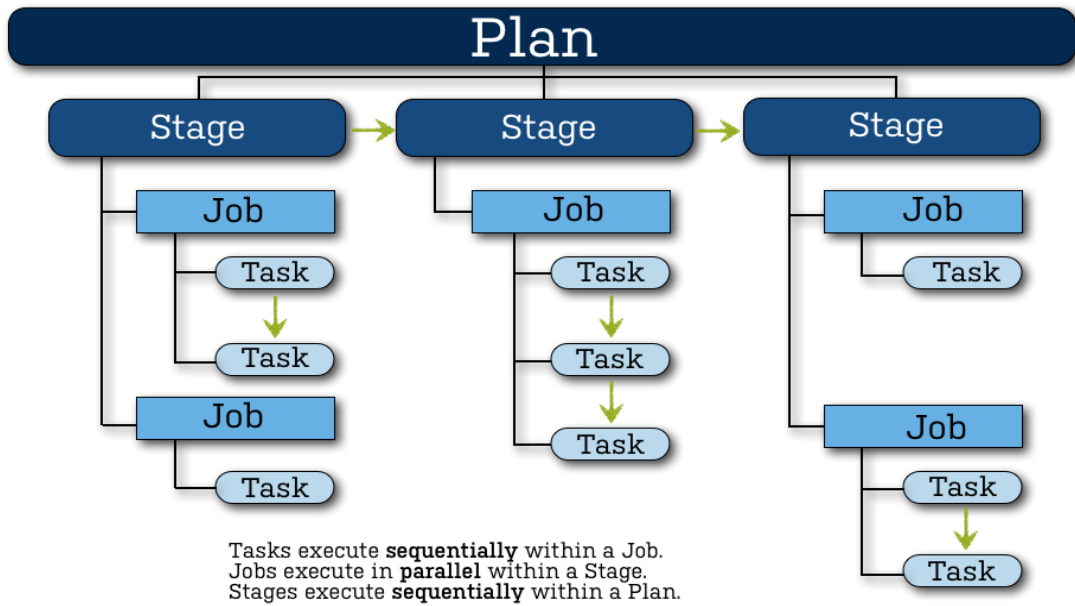 Plan
Stage
Stage
Stage
Job
Job
Job
Task
Task
Task
Task
Task
Job
Job
Task
Task
Task
Task
Tasks execute sequentially within a Job.
Jobs execute in parallel within a Stage.
Stages execute sequentially within a Plan.